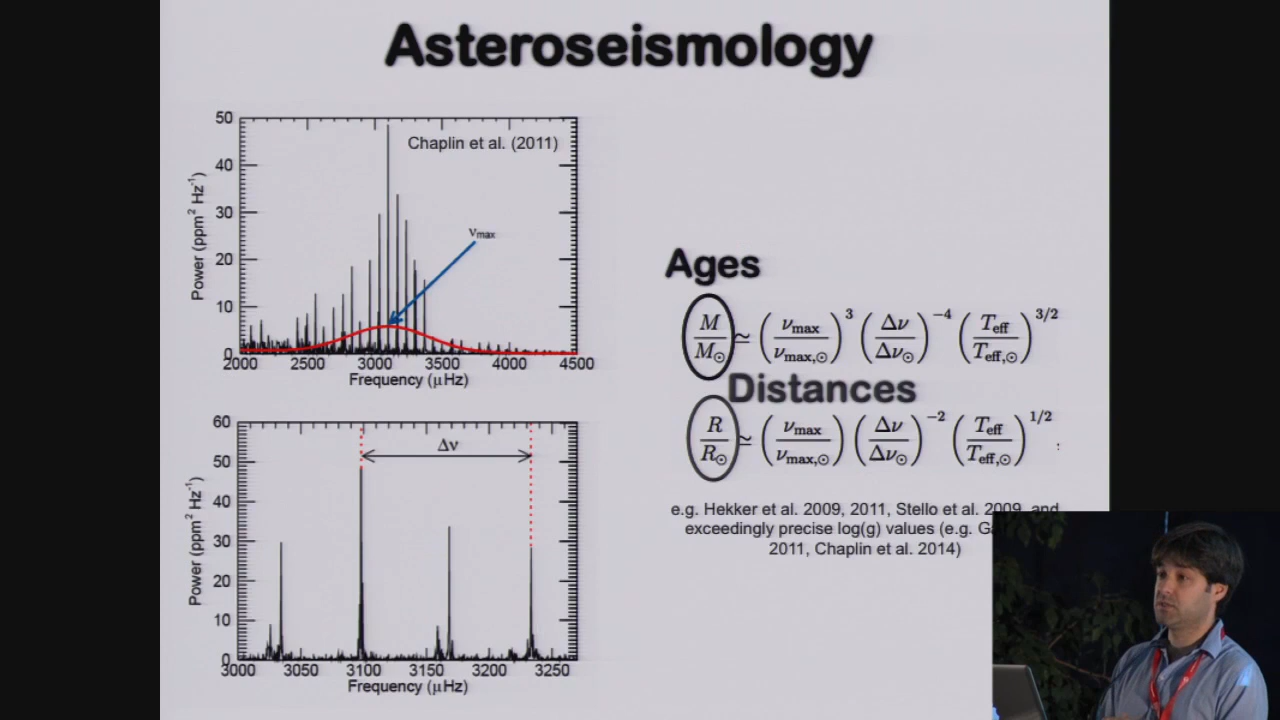 Asteroseismology
50
40
30
20
10
0
Power (ppm² Hz⁻¹)
Chaplin et al. (2011)
νmax
2000 2500 3000 3500 4000 4500
Frequency (μHz)
60
50
40
30
20
10
0
Power (ppm² Hz⁻¹)
Δν
3000 3050 3100 3150 3200 3250
Frequency (μHz)
Ages
M/M⊙ ≃ (νmax/νmax,⊙)³ (Δν/Δν⊙)⁻⁴ (Teff/Teff,⊙)³/²
Distances
R/R⊙ ≃ (νmax/νmax,⊙) (Δν/Δν⊙)⁻² (Teff/Teff,⊙)¹/²
e.g. Hekker et al. 2009, 2011, Stello et al. 2009, and
exceedingly precise log(g) values (e.g.
2011, Chaplin et al. 2014)